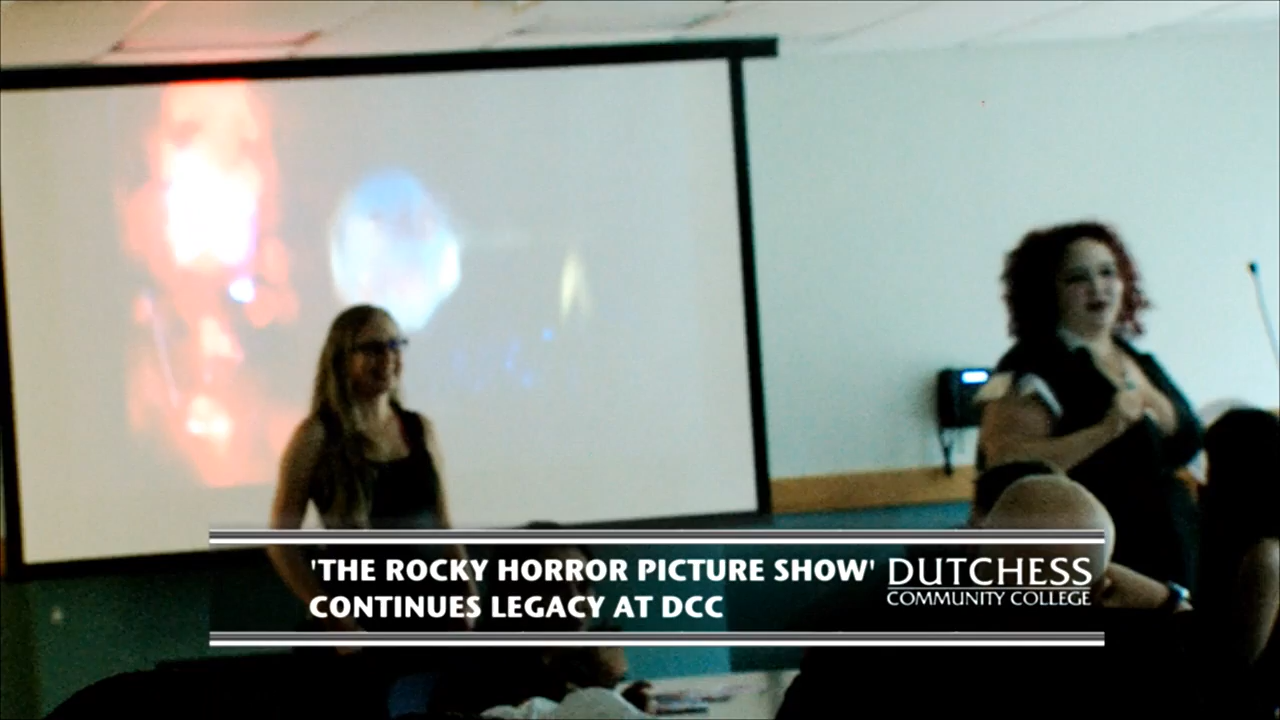 'THE ROCKY HORROR PICTURE SHOW'
CONTINUES LEGACY AT DCC
DUTCHESS
COMMUNITY COLLEGE